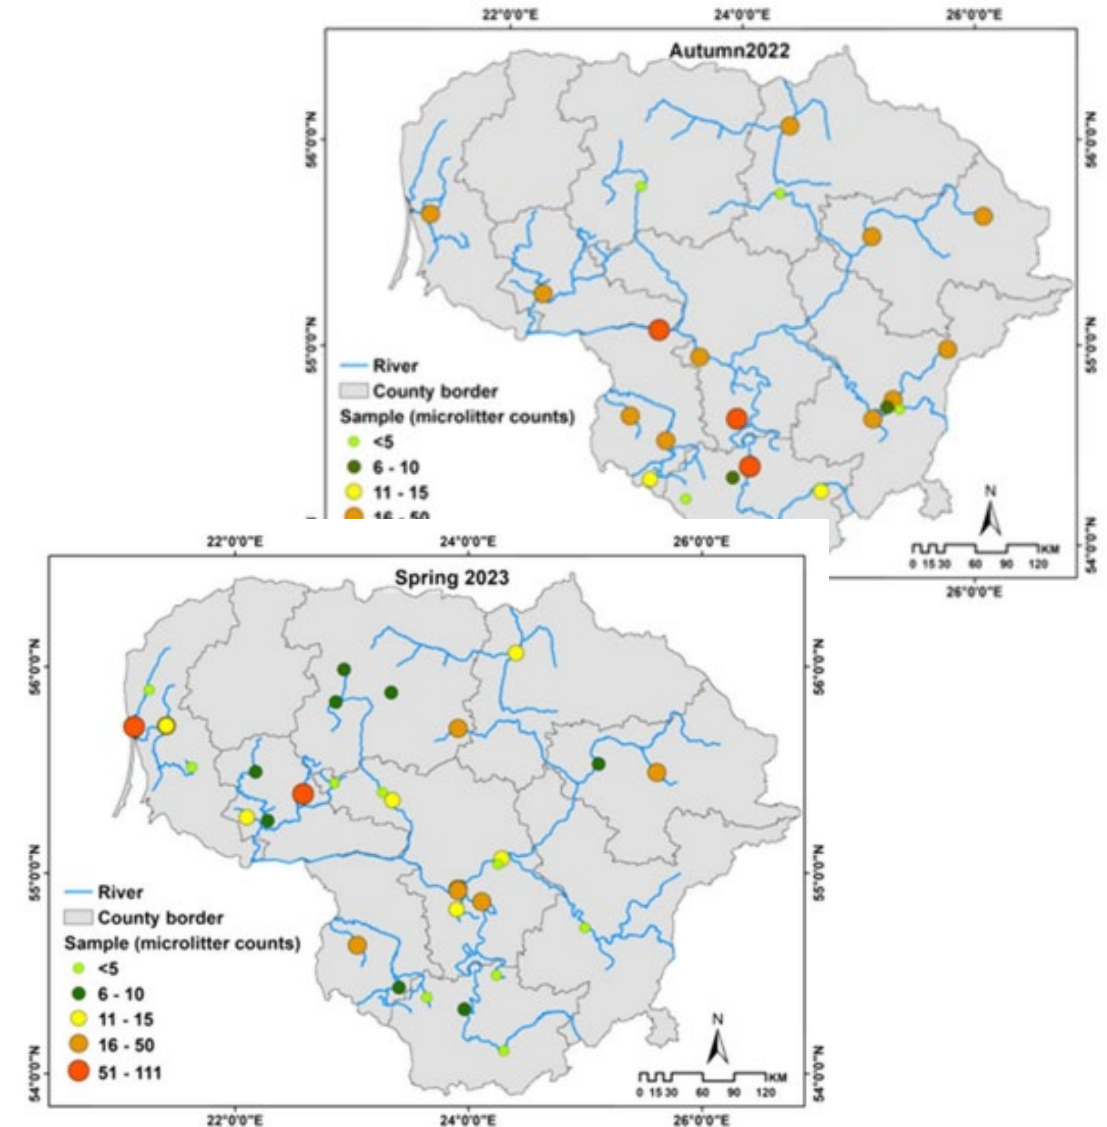 22°0'0"E 24°0'0"E 26°0'0"E
Autumn2022
56°0'0"N
56°0'0"N
55°0'0"N
55°0'0"N
River
County border
Sample (microlitter counts)
<5
6 - 10
11 - 15
16 - 50
N
KM
0 15 30 60 90 120
54°0'0"N
26°0'0"E
22°0'0"E 24°0'0"E 26°0'0"E
Spring 2023
56°0'0"N
56°0'0"N
55°0'0"N
55°0'0"N
River
County border
Sample (microlitter counts)
<5
6 - 10
11 - 15
16 - 50
51 - 111
N
KM
0 15 30 60 90 120
54°0'0"N
54°0'0"N
22°0'0"E 24°0'0"E 26°0'0"E